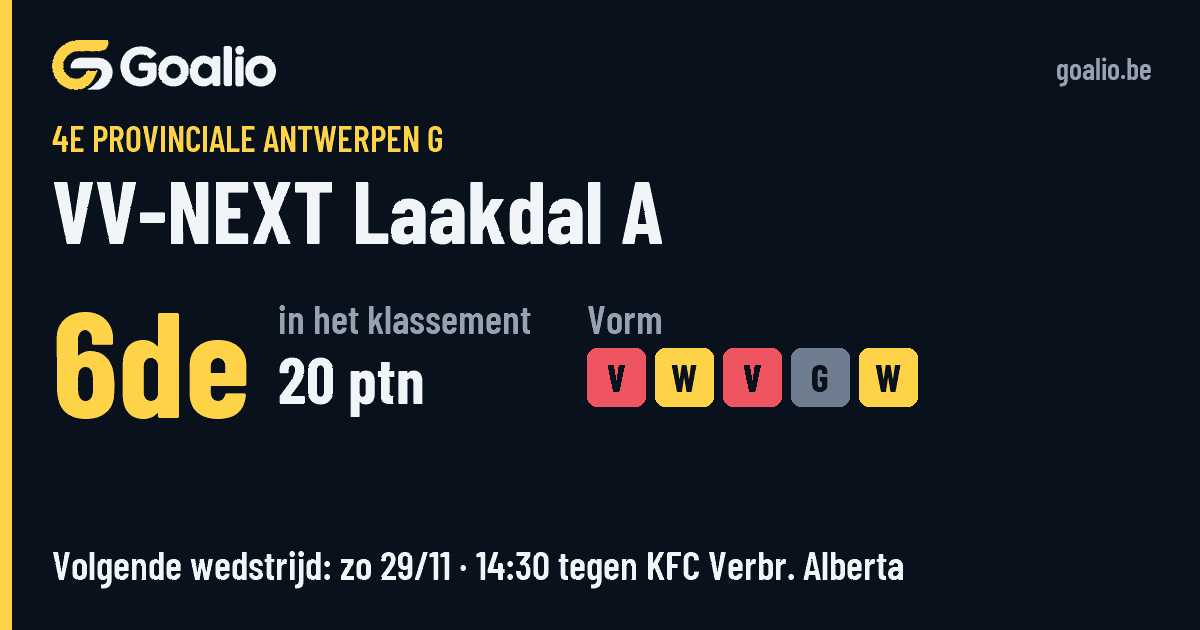 Goalio
goalio.be
4E PROVINCIALE ANTWERPEN G
VV-NEXT Laakdal A
6de
in het klassement
20 ptn
Vorm
V W V G W
Volgende wedstrijd: zo 29/11 · 14:30 tegen KFC Verbr. Alberta